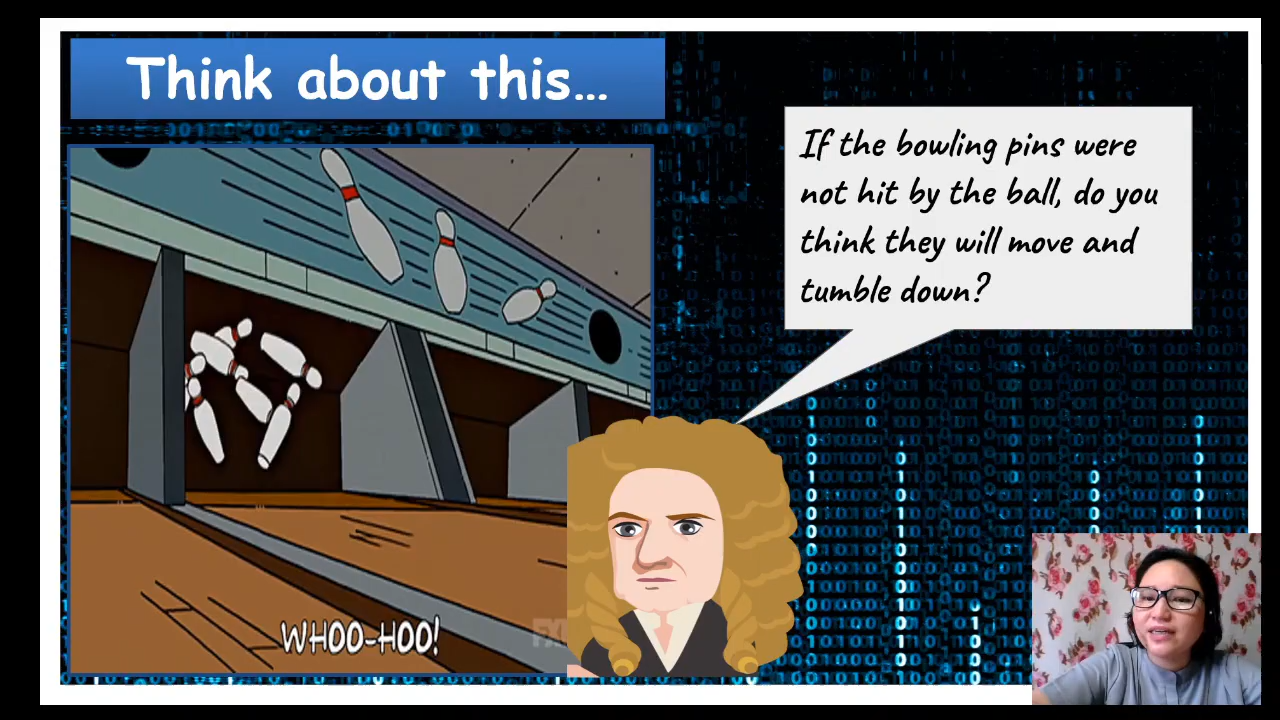 Think about this...
If the bowling pins were
not hit by the ball, do you
think they will move and
tumble down?
WHOO-HOO!